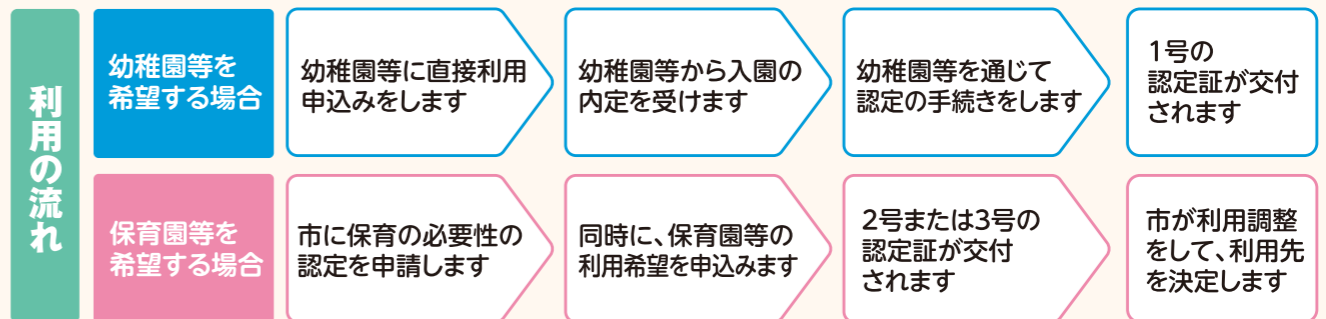 利用の流れ
幼稚園等を
希望する場合
幼稚園等に直接利用
申込みをします
幼稚園等から入園の
内定を受けます
幼稚園等を通じて
認定の手続きをします
1号の
認定証が交付
されます
保育園等を
希望する場合
市に保育の必要性の
認定を申請します
同時に、保育園等の
利用希望を申込みます
2号または3号の
認定証が交付
されます
市が利用調整
をして、利用先
を決定します